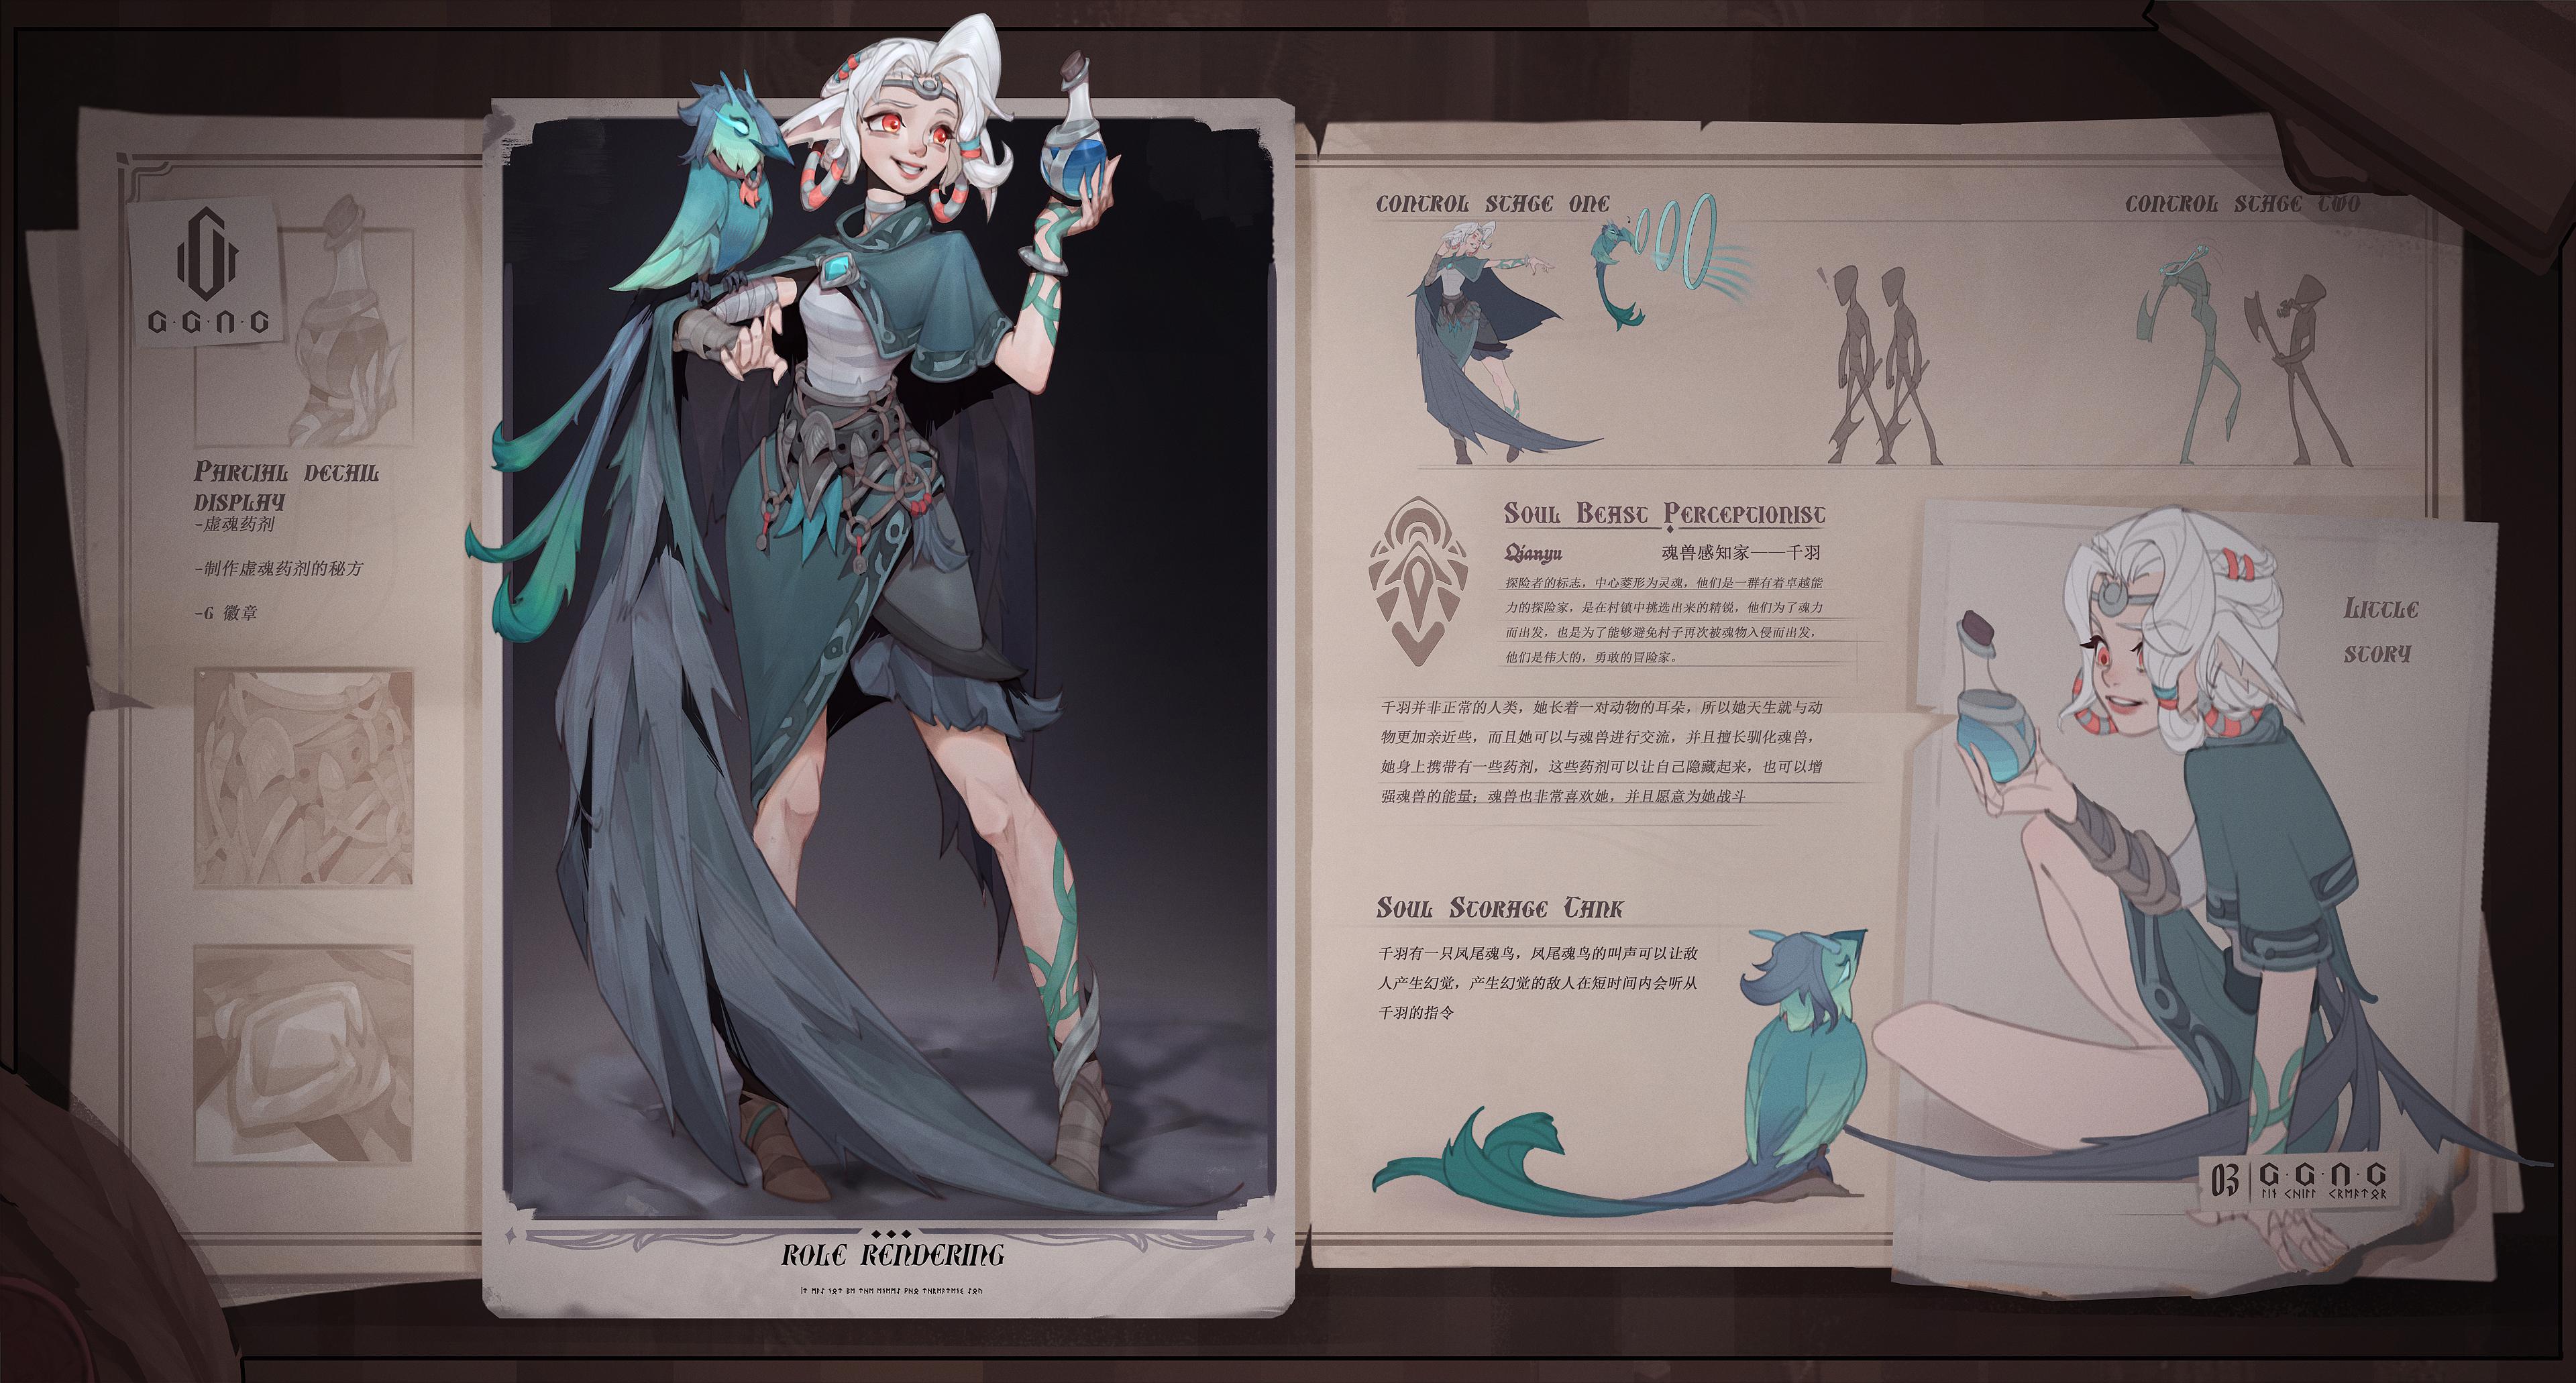 G·G·N·G
PARTIAL DETAIL
DISPLAY
-虚魂药剂
-制作虚魂药剂的秘方
-6 徽章
ROLE RENDERING
CONTROL STAGE ONE
CONTROL STAGE TWO
SOUL BEAST PERCEPTIONIST
Qianyu 魂兽感知家——千羽
探险者的标志，中心菱形为灵魂，他们是一群有着卓越能
力的探险家，是在村镇中挑选出来的精锐，他们为了魂力
而出发，也是为了能够避免村子再次被魂物入侵而出发，
他们是伟大的，勇敢的冒险家。
千羽并非正常的人类，她长着一对动物的耳朵，所以她天生就与动
物更加亲近些，而且她可以与魂兽进行交流，并且擅长驯化魂兽，
她身上携带有一些药剂，这些药剂可以让自己隐藏起来，也可以增
强魂兽的能量；魂兽也非常喜欢她，并且愿意为她战斗
SOUL STORAGE TANK
千羽有一只凤尾魂鸟，凤尾魂鸟的叫声可以让敌
人产生幻觉，产生幻觉的敌人在短时间内会听从
千羽的指令
LITTLE
STORY
03 G·G·N·G